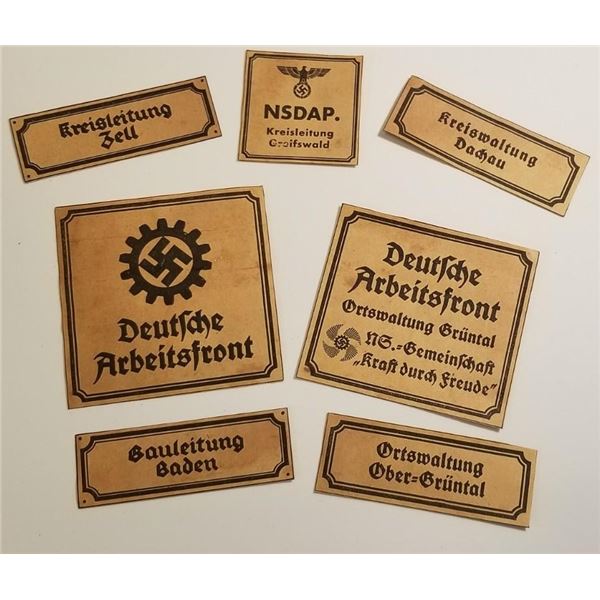 Kreisleitung
Zell
NSDAP.
Kreisleitung
Greifswald
Kreiswaltung
Dachau
Deutsche
Arbeitsfront
Deutsche
Arbeitsfront
Ortswaltung Grüntal
NS.-Gemeinschaft
„Kraft durch Freude"
Gauleitung
Baden
Ortswaltung
Ober=Grüntal